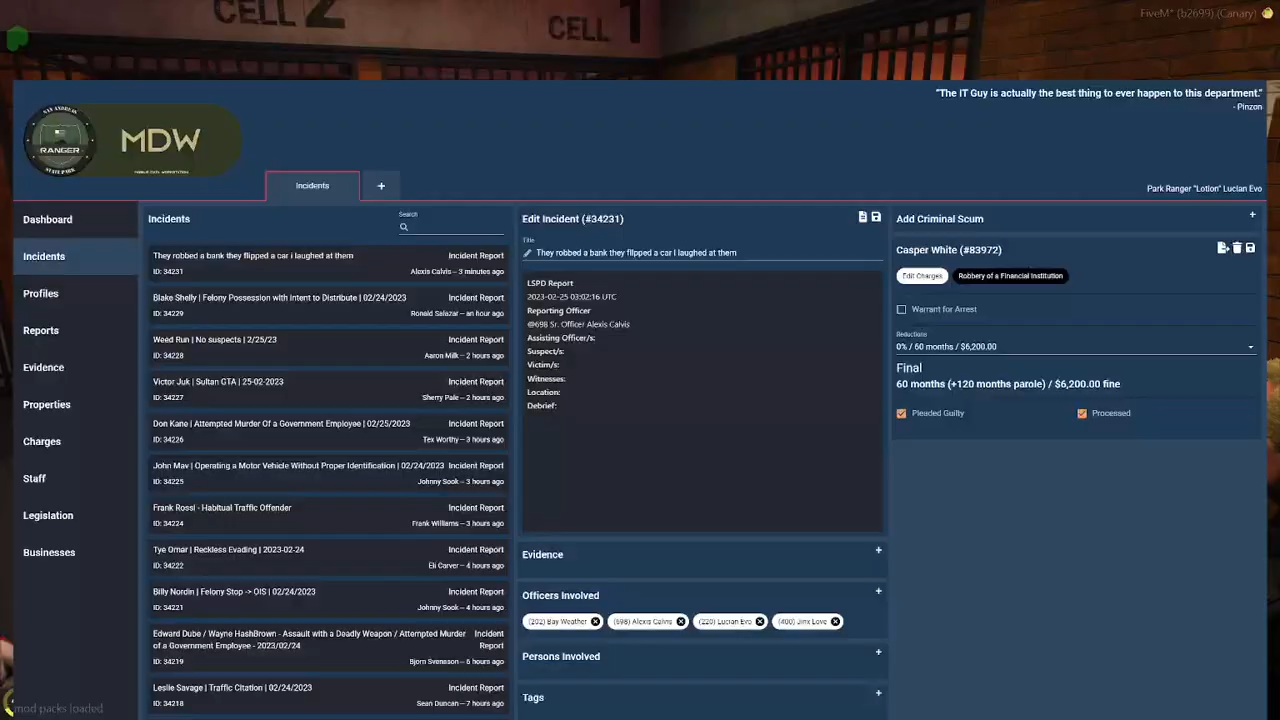 CELL 2
CELL 1
FiveM* (b2699) (Canary)
"The IT Guy is actually the best thing to ever happen to this department."
- Pinzon
SAN ANDREAS
RANGER
STATE PARK
MDW
MOBILE DATA WORKSTATION
Incidents
+
Park Ranger "Lotion" Lucian Evo
Dashboard
Incidents
Profiles
Reports
Evidence
Properties
Charges
Staff
Legislation
Businesses
Incidents
Search
They robbed a bank they flipped a car i laughed at them
Incident Report
ID: 34231
Alexis Calvis – 3 minutes ago
Blake Shelly | Felony Possession with Intent to Distribute | 02/24/2023
Incident Report
ID: 34229
Ronald Salazar – an hour ago
Weed Run | No suspects | 2/25/23
Incident Report
ID: 34228
Aaron Milk – 2 hours ago
Victor Juk | Sultan GTA | 25-02-2023
Incident Report
ID: 34227
Sherry Pale – 2 hours ago
Don Kane | Attempted Murder Of a Government Employee | 02/25/2023
Incident Report
ID: 34226
Tex Worthy – 3 hours ago
John Mav | Operating a Motor Vehicle Without Proper Identification | 02/24/2023
Incident Report
ID: 34225
Johnny Sook – 3 hours ago
Frank Rossi - Habitual Traffic Offender
Incident Report
ID: 34224
Frank Williams – 3 hours ago
Tye Omar | Reckless Evading | 2023-02-24
Incident Report
ID: 34222
Eli Carver – 4 hours ago
Billy Nordin | Felony Stop -> OIS | 02/24/2023
Incident Report
ID: 34221
Johnny Sook – 4 hours ago
Edward Dube / Wayne HashBrown - Assault with a Deadly Weapon / Attempted Murder
of a Government Employee - 2023/02/24
Incident
Report
ID: 34219
Bjorn Svensson – 6 hours ago
Leslie Savage | Traffic Citation | 02/24/2023
Incident Report
ID: 34218
Sean Duncan – 7 hours ago
Edit Incident (#34231)
Title
They robbed a bank they flipped a car i laughed at them
LSPD Report
2023-02-25 03:02:16 UTC
Reporting Officer
@698 Sr. Officer Alexis Calvis
Assisting Officer/s:
Suspect/s:
Victim/s:
Witnesses:
Location:
Debrief:
Evidence
+
Officers Involved
+
(202) Bay Weather
(698) Alexis Calvis
(220) Lucian Evo
(400) Jinx Love
Persons Involved
+
Tags
+
Add Criminal Scum
+
Casper White (#83972)
Edit Charges
Robbery of a Financial Institution
Warrant for Arrest
Reductions
0% / 60 months / $6,200.00
Final
60 months (+120 months parole) / $6,200.00 fine
Pleaded Guilty
Processed
mod packs loaded